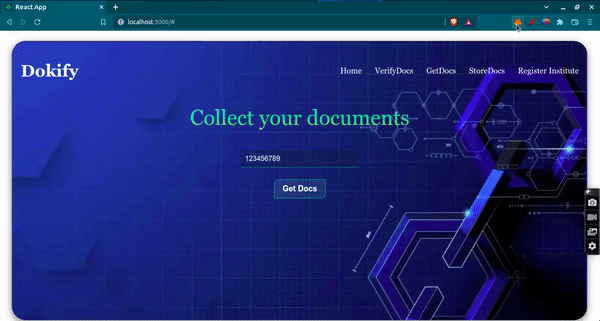 React App
localhost:3000/#
Dokify
Home VerifyDocs GetDocs StoreDocs Register Institute
Collect your documents
123456789
Get Docs